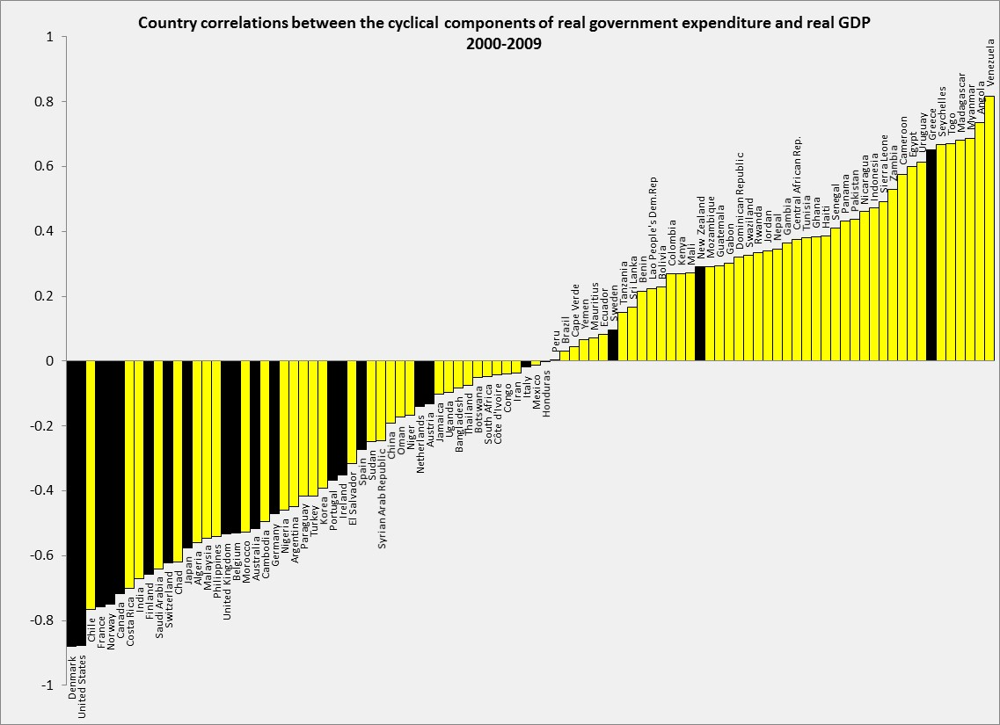 Country correlations between the cyclical components of real government expenditure and real GDP
2000-2009
1
0.8
0.6
0.4
0.2
0
-0.2
-0.4
-0.6
-0.8
-1
Denmark
United States
Chile
France
Norway
Canada
Costa Rica
India
Finland
Saudi Arabia
Switzerland
Chad
Japan
Algeria
Malaysia
Philippines
United Kingdom
Belgium
Morocco
Australia
Cambodia
Germany
Nigeria
Argentina
Paraguay
Turkey
Korea
Portugal
Ireland
El Salvador
Spain
Sudan
Syrian Arab Republic
China
Oman
Niger
Netherlands
Austria
Jamaica
Uganda
Bangladesh
Thailand
Botswana
South Africa
Côte d'Ivoire
Congo
Iran
Italy
Mexico
Honduras
Peru
Brazil
Cape Verde
Yemen
Mauritius
Ecuador
Sweden
Tanzania
Sri Lanka
Benin
Lao People's Dem.Rep
Bolivia
Colombia
Kenya
Mali
New Zealand
Mozambique
Guatemala
Gabon
Dominican Republic
Swaziland
Rwanda
Jordan
Nepal
Gambia
Central African Rep.
Tunisia
Ghana
Haiti
Senegal
Panama
Pakistan
Nicaragua
Indonesia
Sierra Leone
Zambia
Cameroon
Egypt
Uruguay
Greece
Seychelles
Togo
Madagascar
Myanmar
Angola
Venezuela